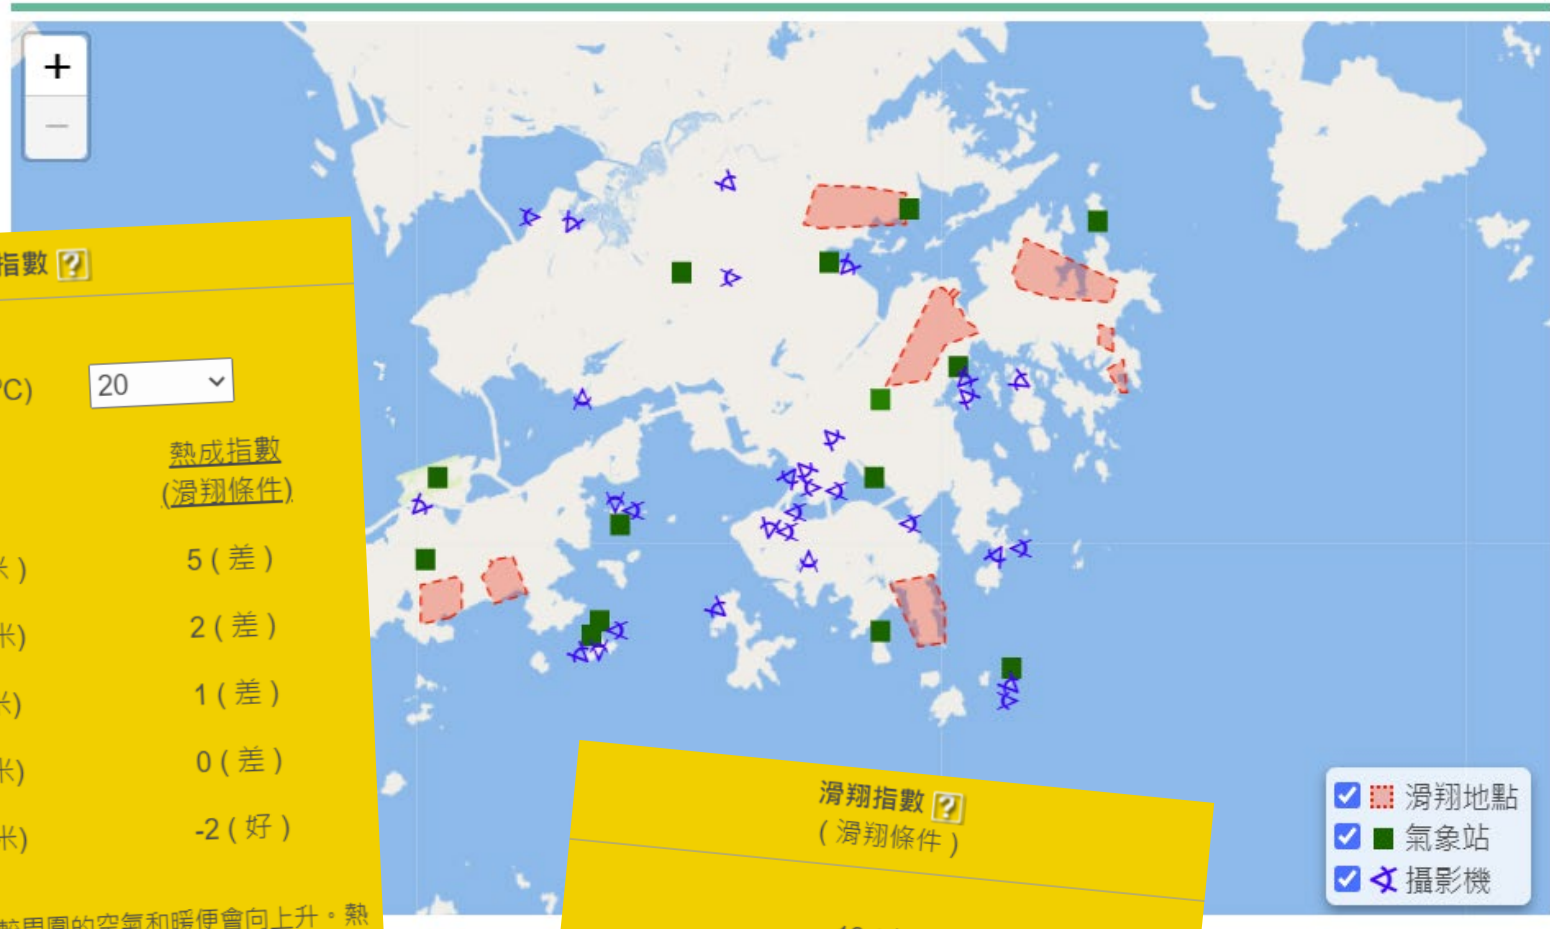 +
−
指數 ?
°C)
20
熱成指數
(滑翔條件)
米 )
5 ( 差 )
米)
2 ( 差 )
米)
1 ( 差 )
米)
0 ( 差 )
米)
-2 ( 好 )
較周圍的空氣和暖便會向上升。熱
滑翔指數 ?
( 滑翔條件 )
滑翔地點
氣象站
攝影機